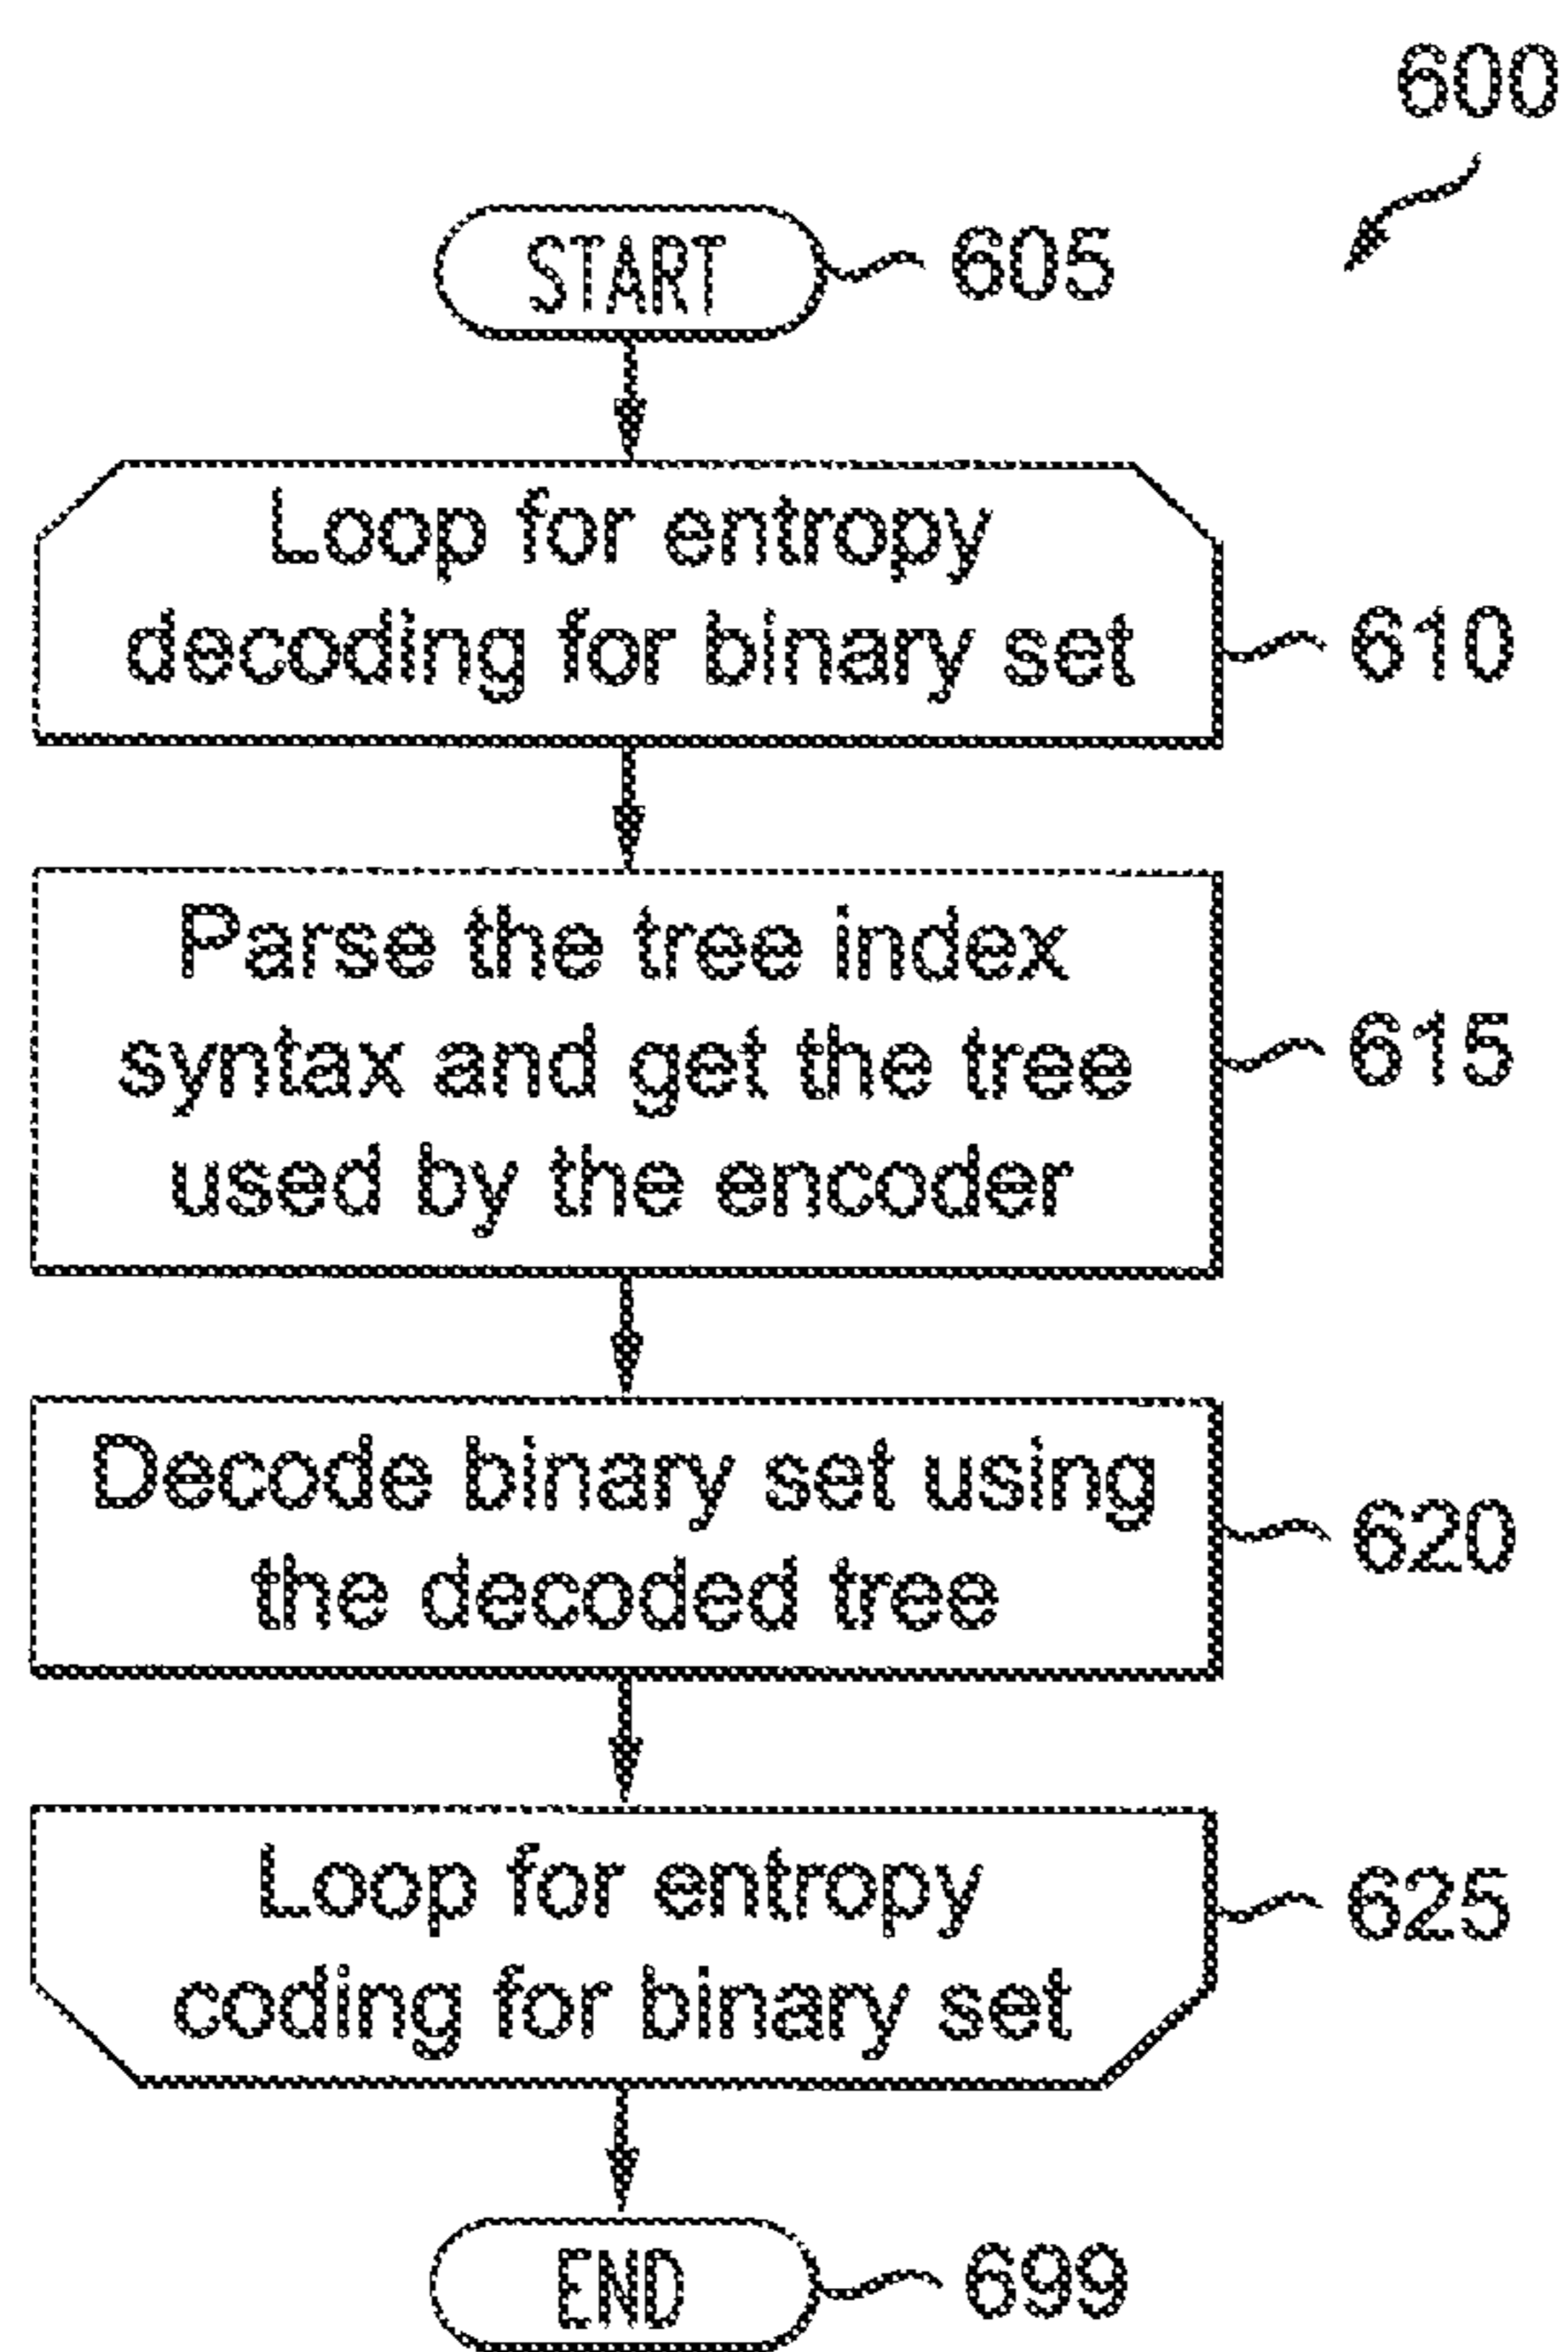 600
START
605
Loop for entropy
decoding for binary set
610
Parse the tree index
syntax and get the tree
used by the encoder
615
Decode binary set using
the decoded tree
620
Loop for entropy
coding for binary set
625
END
699